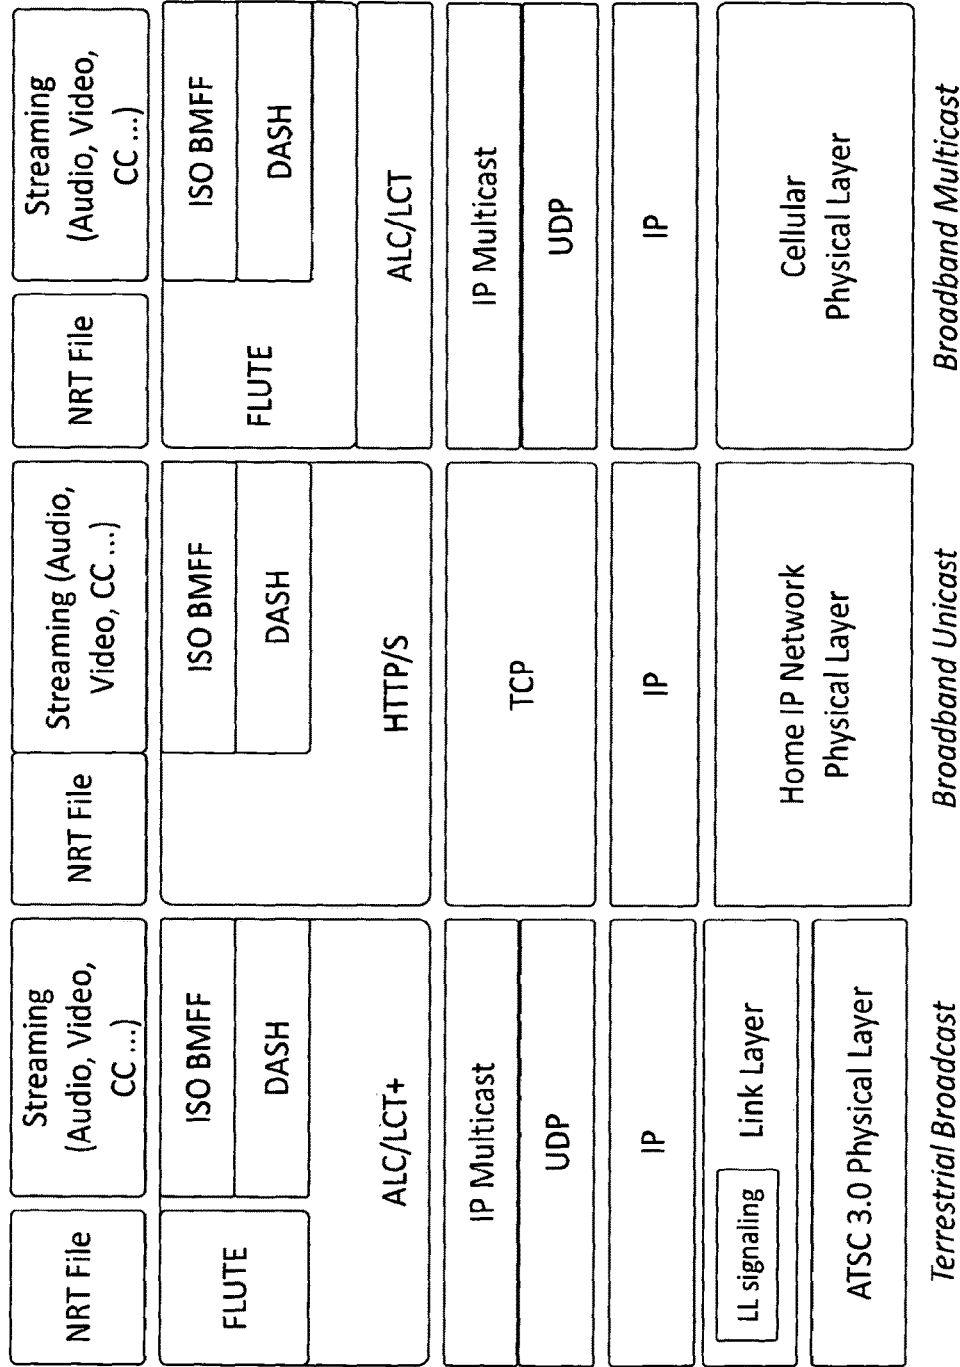 NRT File
Streaming
(Audio, Video,
CC ...)
FLUTE
ISO BMFF
DASH
ALC/LCT+
IP Multicast
UDP
IP
LL signaling
Link Layer
ATSC 3.0 Physical Layer
Terrestrial Broadcast
NRT File
Streaming (Audio,
Video, CC ...)
ISO BMFF
DASH
HTTP/S
TCP
IP
Home IP Network
Physical Layer
Broadband Unicast
NRT File
Streaming
(Audio, Video,
CC ...)
FLUTE
ISO BMFF
DASH
ALC/LCT
IP Multicast
UDP
IP
Cellular
Physical Layer
Broadband Multicast